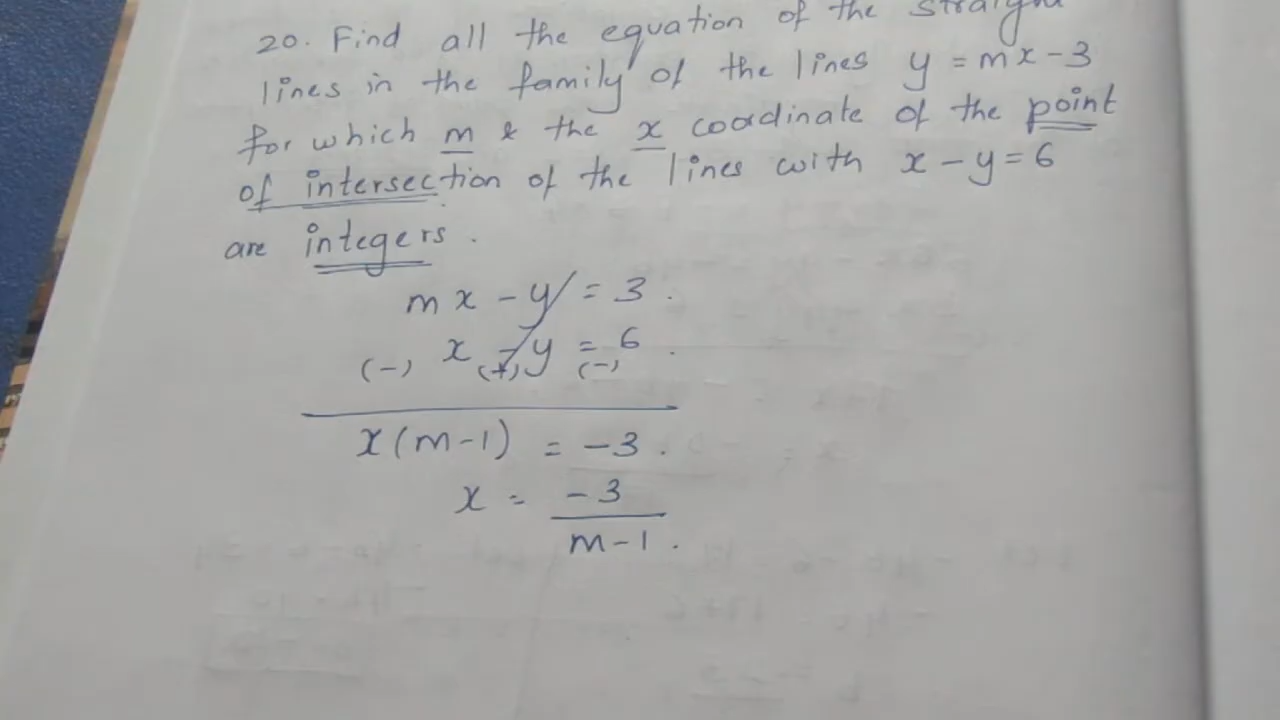 20. Find all the equation of the straight
lines in the family of the lines y = mx - 3
for which m & the x coodinate of the point
of intersection of the lines with x - y = 6
are integers.
mx - y = 3.
x - y = 6.
(-) (+) (-)
x(m-1) = -3.
x = -3
m-1.